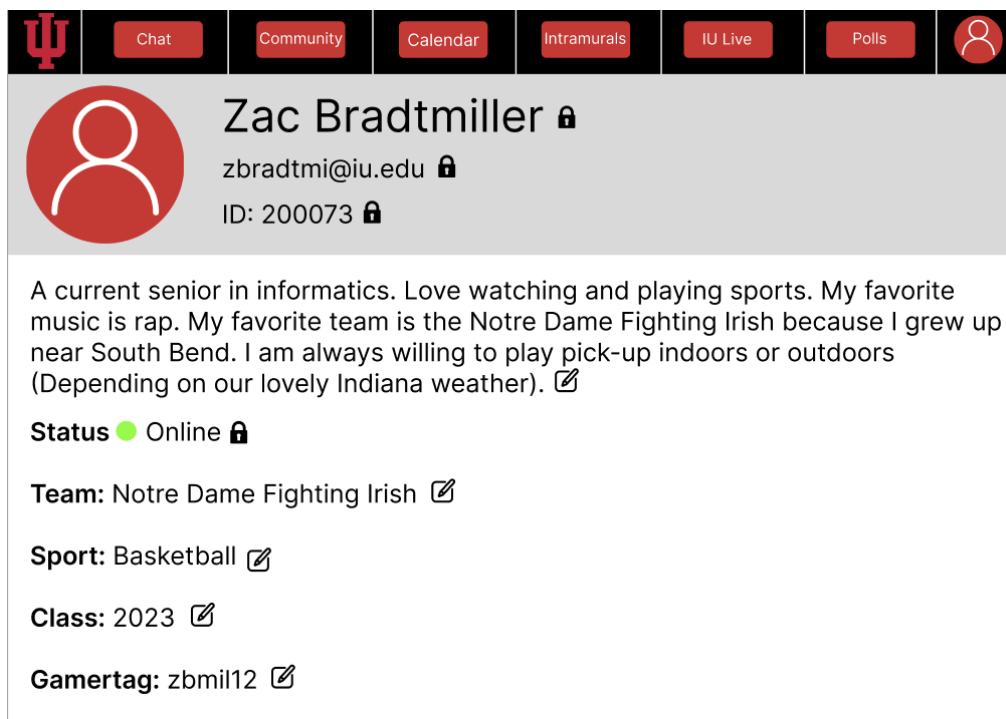 Chat
Community
Calendar
Intramurals
IU Live
Polls
Zac Bradtmiller
zbradtmi@iu.edu
ID: 200073
A current senior in informatics. Love watching and playing sports. My favorite
music is rap. My favorite team is the Notre Dame Fighting Irish because I grew up
near South Bend. I am always willing to play pick-up indoors or outdoors
(Depending on our lovely Indiana weather).
Status Online
Team: Notre Dame Fighting Irish
Sport: Basketball
Class: 2023
Gamertag: zbmil12